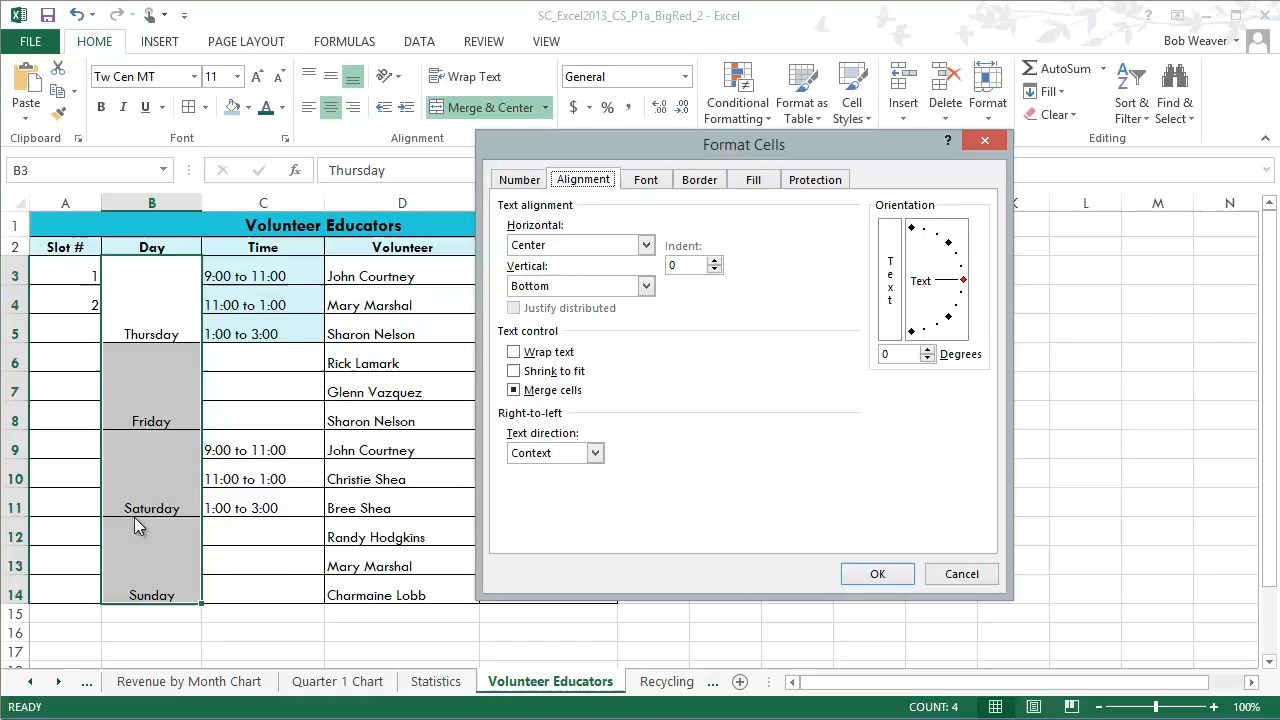 SC_Excel2013_CS_P1a_BigRed_2 - Excel
FILE HOME INSERT PAGE LAYOUT FORMULAS DATA REVIEW VIEW Bob Weaver
Tw Cen MT 11 Wrap Text General AutoSum
Paste B I U Merge & Center $ % Conditional Formatting Format as Table Cell Styles Insert Delete Format Fill Clear Sort & Filter Find & Select
Clipboard Font Alignment Editing
B3 fx Thursday
A B C D K L M N
1 Volunteer Educators
2 Slot # Day Time Volunteer
3 1 9:00 to 11:00 John Courtney
4 2 11:00 to 1:00 Mary Marshal
5 Thursday 1:00 to 3:00 Sharon Nelson
6 Rick Lamark
7 Glenn Vazquez
8 Friday Sharon Nelson
9 9:00 to 11:00 John Courtney
10 11:00 to 1:00 Christie Shea
11 Saturday 1:00 to 3:00 Bree Shea
12 Randy Hodgkins
13 Mary Marshal
14 Sunday Charmaine Lobb
15
16
17
Format Cells
Number Alignment Font Border Fill Protection
Text alignment
Horizontal:
Center
Indent:
0
Vertical:
Bottom
Justify distributed
Text control
Wrap text
Shrink to fit
Merge cells
Right-to-left
Text direction:
Context
Orientation
Text
Text
0 Degrees
OK Cancel
... Revenue by Month Chart Quarter 1 Chart Statistics Volunteer Educators Recycling ...
READY COUNT: 4 100%